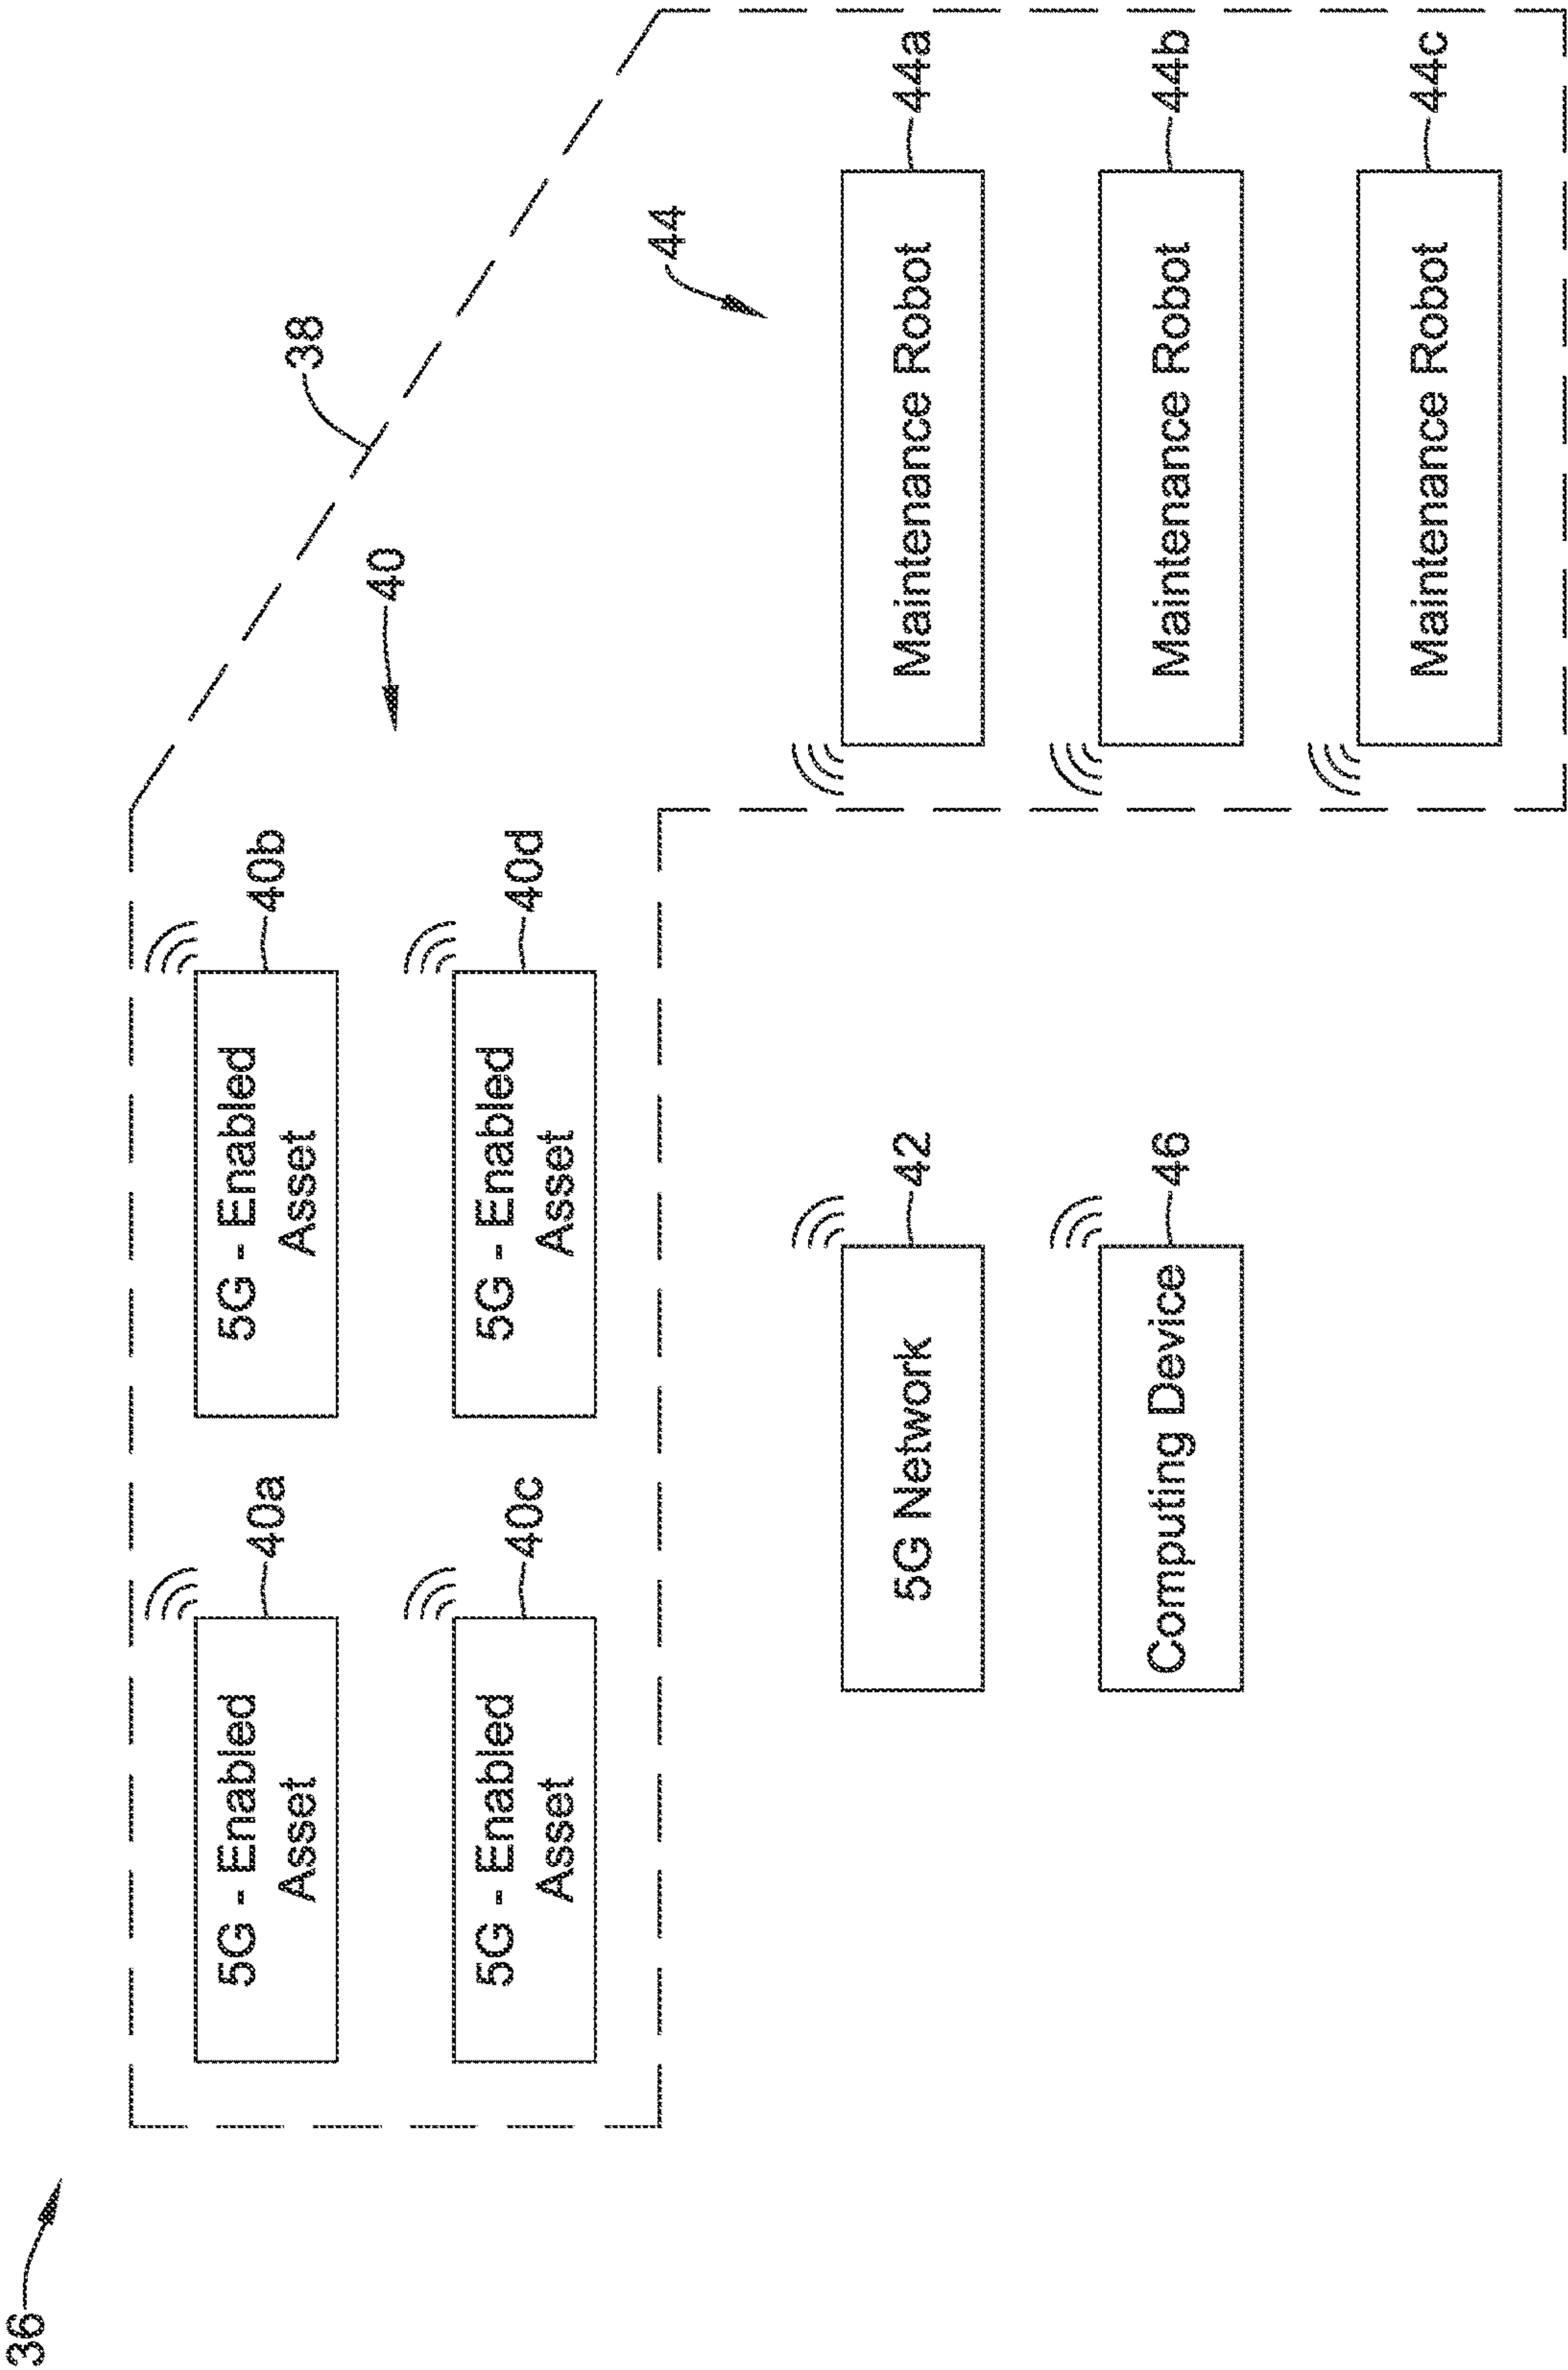 36
38
5G - Enabled
Asset
40a
5G - Enabled
Asset
40b
40
5G - Enabled
Asset
40c
5G - Enabled
Asset
40d
44
5G Network
42
Maintenance Robot
44a
Computing Device
46
Maintenance Robot
44b
Maintenance Robot
44c